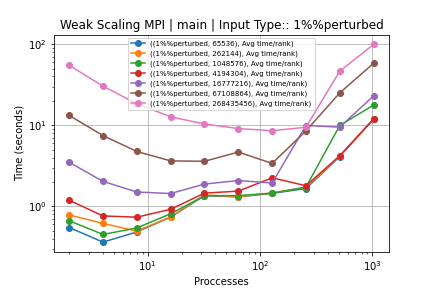 Weak Scaling MPI | main | Input Type:: 1%%perturbed
((1%%perturbed, 65536), Avg time/rank)
((1%%perturbed, 262144), Avg time/rank)
((1%%perturbed, 1048576), Avg time/rank)
((1%%perturbed, 4194304), Avg time/rank)
((1%%perturbed, 16777216), Avg time/rank)
((1%%perturbed, 67108864), Avg time/rank)
((1%%perturbed, 268435456), Avg time/rank)
Time (seconds)
10²
10¹
10⁰
10¹ 10² 10³
Proccesses